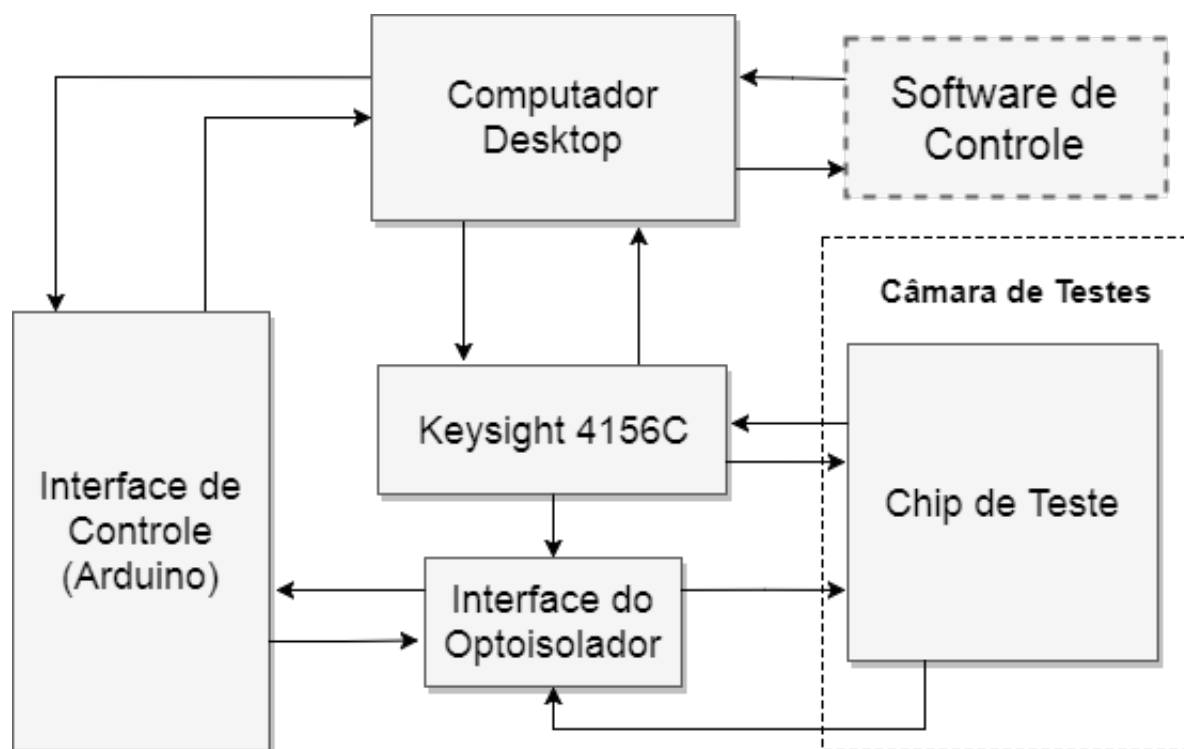 Computador
Desktop
Software de
Controle
Câmara de Testes
Keysight 4156C
Chip de Teste
Interface de
Controle
(Arduino)
Interface do
Optoisolador